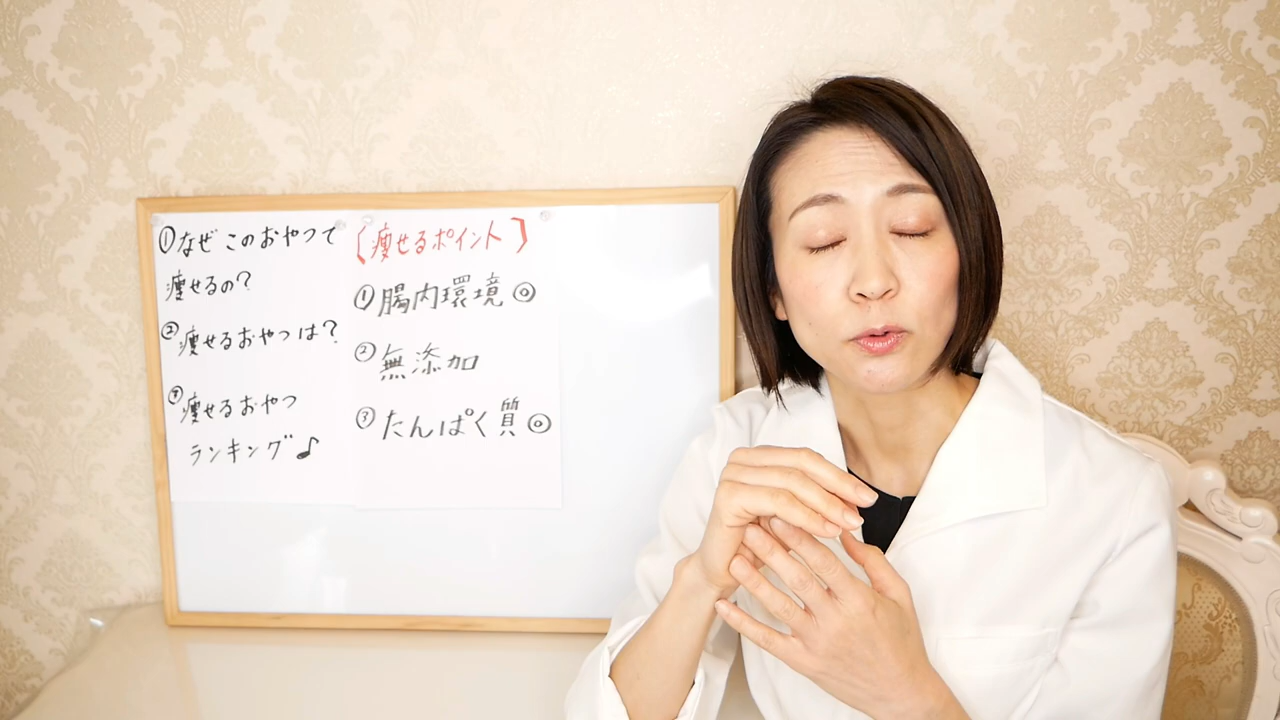 ①なぜこのおやつで
痩せるの?
②痩せるおやつは?
③痩せるおやつ
ランキング♪
〔痩せるポイント〕
①腸内環境◎
②無添加
③たんぱく質◎